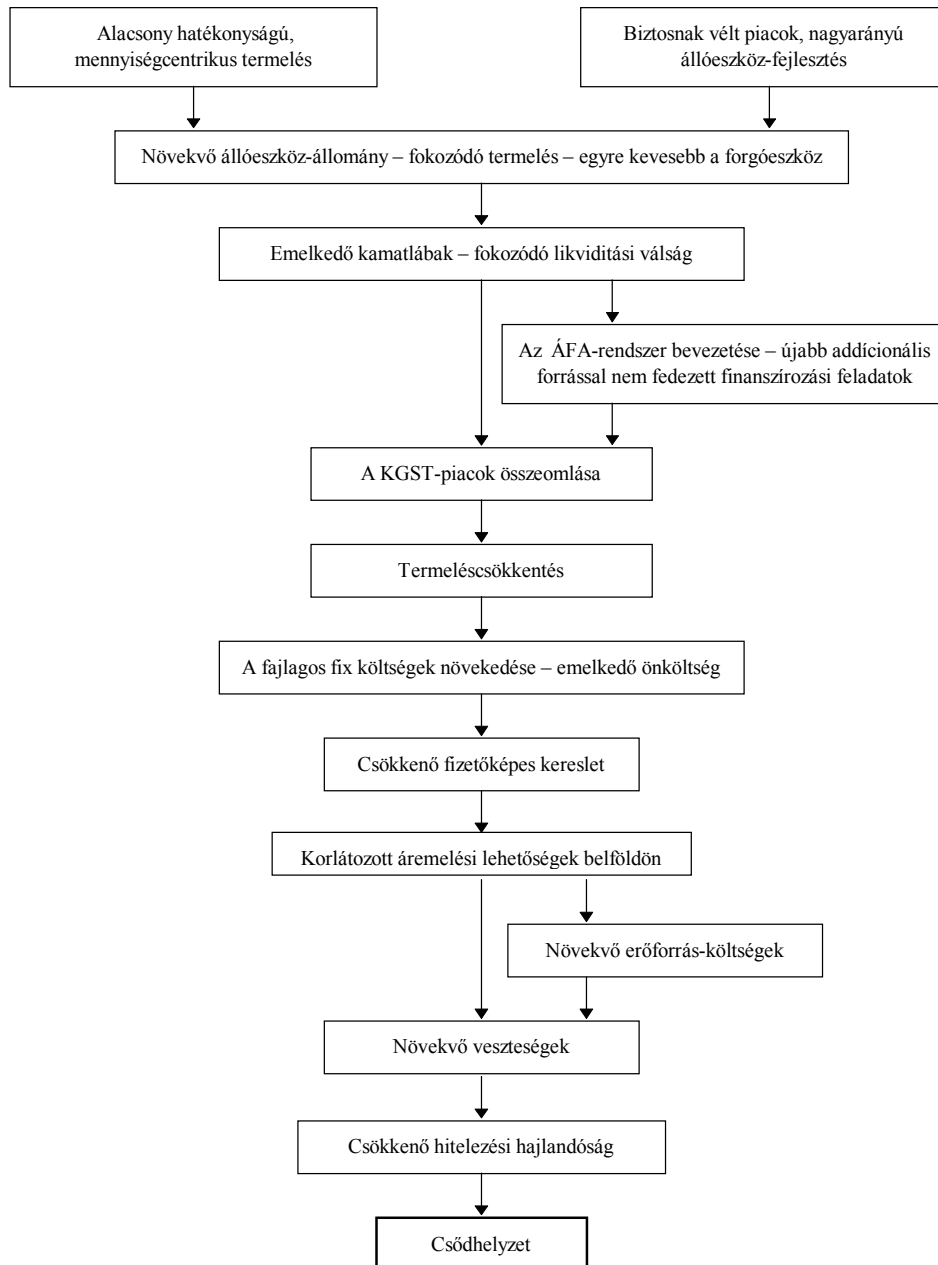 Alacsony hatékonyságú,
mennyiségcentrikus termelés
Biztosnak vélt piacok, nagyarányú
állóeszköz-fejlesztés
Növekvő állóeszköz-állomány – fokozódó termelés – egyre kevesebb a forgóeszköz
Emelkedő kamatlábak – fokozódó likviditási válság
Az ÁFA-rendszer bevezetése – újabb addícionális
forrással nem fedezett finanszírozási feladatok
A KGST-piacok összeomlása
Termeléscsökkentés
A fajlagos fix költségek növekedése – emelkedő önköltség
Csökkenő fizetőképes kereslet
Korlátozott áremelési lehetőségek belföldön
Növekvő erőforrás-költségek
Növekvő veszteségek
Csökkenő hitelezési hajlandóság
Csődhelyzet